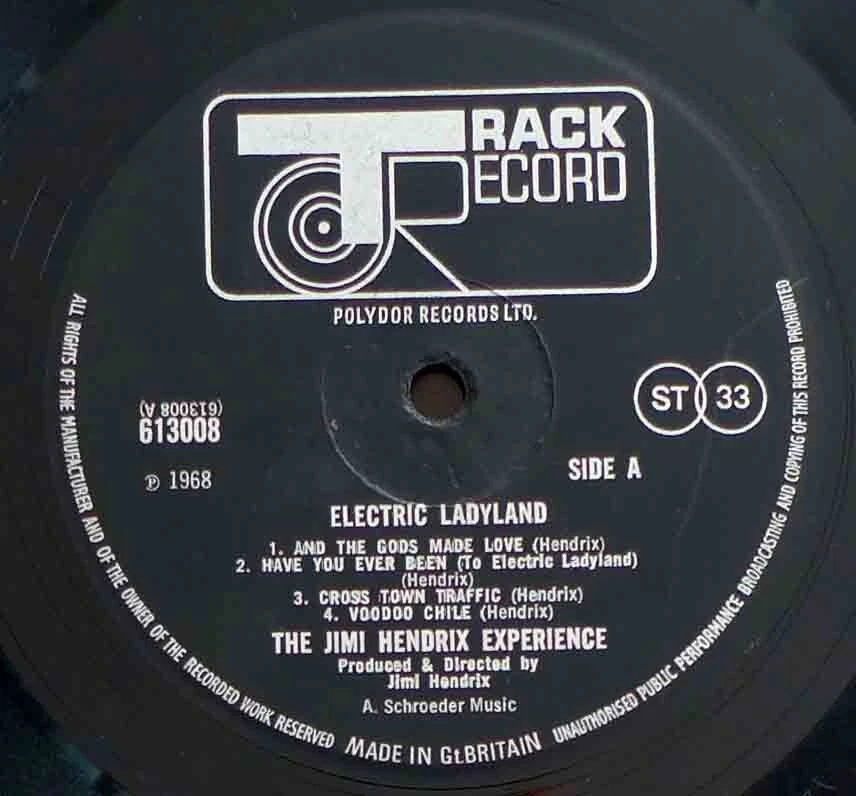 TRACK
RECORD
POLYDOR RECORDS LTD.
(613008 A)
613008
ST 33
℗ 1968
SIDE A
ELECTRIC LADYLAND
1. AND THE GODS MADE LOVE (Hendrix)
2. HAVE YOU EVER BEEN (To Electric Ladyland)
(Hendrix)
3. CROSS TOWN TRAFFIC (Hendrix)
4. VOODOO CHILE (Hendrix)
THE JIMI HENDRIX EXPERIENCE
Produced & Directed by
Jimi Hendrix
A. Schroeder Music
ALL RIGHTS OF THE MANUFACTURER AND OF THE OWNER OF THE RECORDED WORK RESERVED
MADE IN Gt.BRITAIN
UNAUTHORISED PUBLIC PERFORMANCE BROADCASTING AND COPYING OF THIS RECORD PROHIBITED